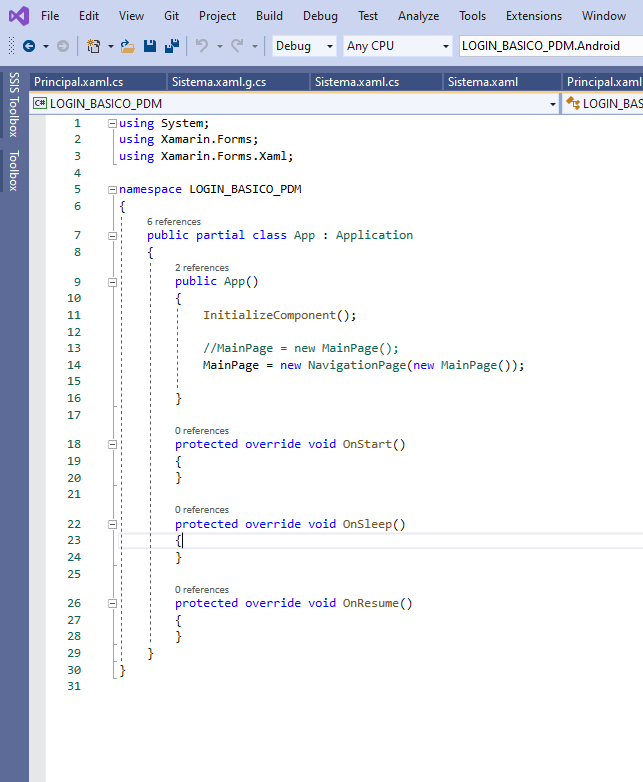 File Edit View Git Project Build Debug Test Analyze Tools Extensions Window
Debug Any CPU LOGIN_BASICO_PDM.Android
SSIS Toolbox
Toolbox
Principal.xaml.cs Sistema.xaml.g.cs Sistema.xaml.cs Sistema.xaml Principal.xaml
C# LOGIN_BASICO_PDM LOGIN_BAS
1 using System;
2 using Xamarin.Forms;
3 using Xamarin.Forms.Xaml;
4
5 namespace LOGIN_BASICO_PDM
6 {
6 references
7 public partial class App : Application
8 {
2 references
9 public App()
10 {
11 InitializeComponent();
12
13 //MainPage = new MainPage();
14 MainPage = new NavigationPage(new MainPage());
15
16 }
17
0 references
18 protected override void OnStart()
19 {
20 }
21
0 references
22 protected override void OnSleep()
23 {
24 }
25
0 references
26 protected override void OnResume()
27 {
28 }
29 }
30 }
31